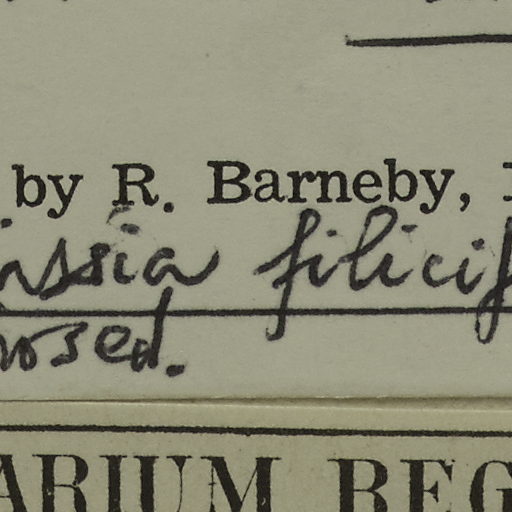 by R. Barneby,
assia filicif
osed.
ARIUM REG